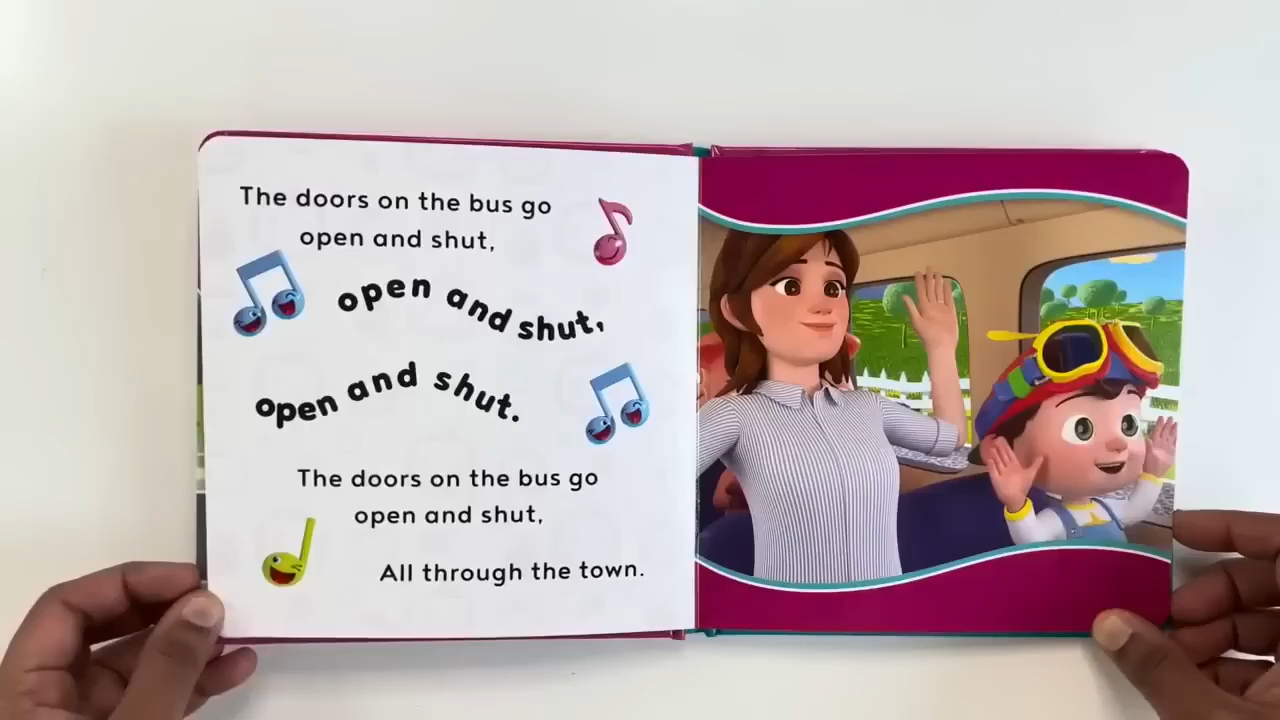 The doors on the bus go
open and shut,
open and shut,
open and shut.
The doors on the bus go
open and shut,
All through the town.